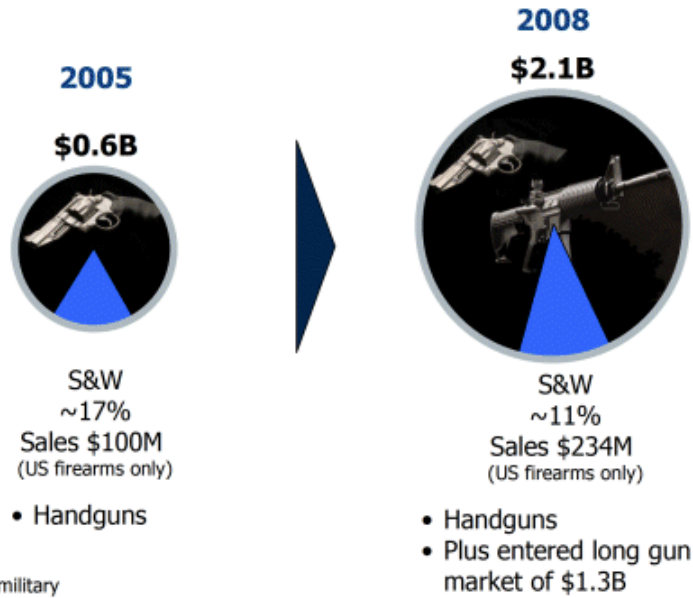 2005
$0.6B
S&W
~17%
Sales $100M
(US firearms only)
• Handguns
military
2008
$2.1B
S&W
~11%
Sales $234M
(US firearms only)
• Handguns
• Plus entered long gun
market of $1.3B